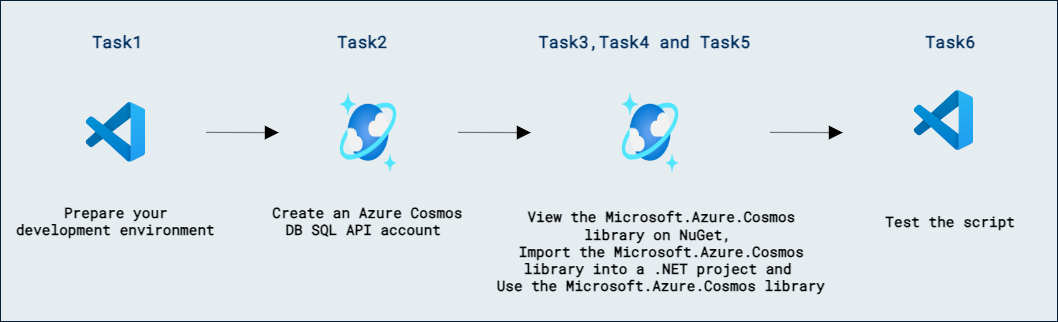 Task1
Task2
Task3,Task4 and Task5
Task6
Prepare your
development environment
Create an Azure Cosmos
DB SQL API account
View the Microsoft.Azure.Cosmos
library on NuGet,
Import the Microsoft.Azure.Cosmos
library into a .NET project and
Use the Microsoft.Azure.Cosmos library
Test the script